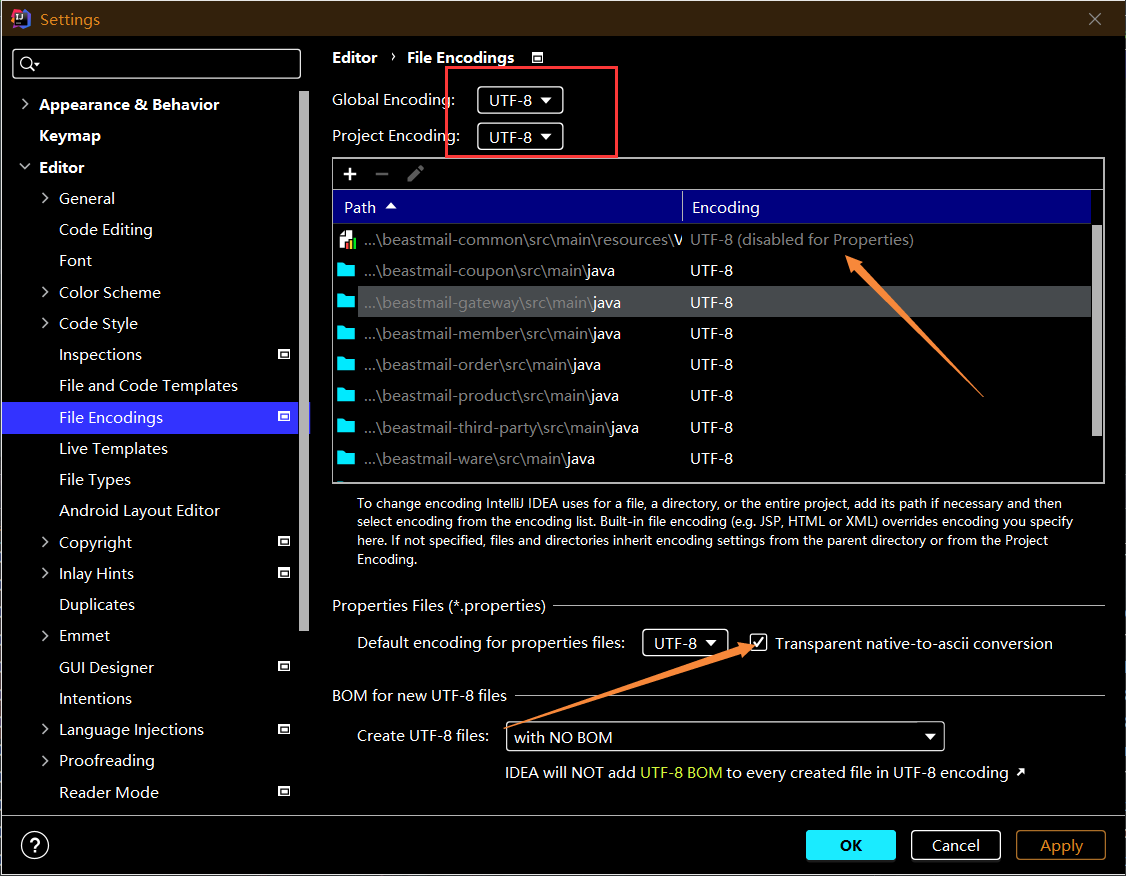 Settings
Editor › File Encodings
Global Encoding: UTF-8
Project Encoding: UTF-8
Appearance & Behavior
Keymap
Editor
General
Code Editing
Font
Color Scheme
Code Style
Inspections
File and Code Templates
File Encodings
Live Templates
File Types
Android Layout Editor
Copyright
Inlay Hints
Duplicates
Emmet
GUI Designer
Intentions
Language Injections
Proofreading
Reader Mode
Path Encoding
...\beastmail-common\src\main\resources\V UTF-8 (disabled for Properties)
...\beastmail-coupon\src\main\java UTF-8
...\beastmail-gateway\src\main\java UTF-8
...\beastmail-member\src\main\java UTF-8
...\beastmail-order\src\main\java UTF-8
...\beastmail-product\src\main\java UTF-8
...\beastmail-third-party\src\main\java UTF-8
...\beastmail-ware\src\main\java UTF-8
To change encoding IntelliJ IDEA uses for a file, a directory, or the entire project, add its path if necessary and then
select encoding from the encoding list. Built-in file encoding (e.g. JSP, HTML or XML) overrides encoding you specify
here. If not specified, files and directories inherit encoding settings from the parent directory or from the Project
Encoding.
Properties Files (*.properties)
Default encoding for properties files: UTF-8 Transparent native-to-ascii conversion
BOM for new UTF-8 files
Create UTF-8 files: with NO BOM
IDEA will NOT add UTF-8 BOM to every created file in UTF-8 encoding ↗
? OK Cancel Apply